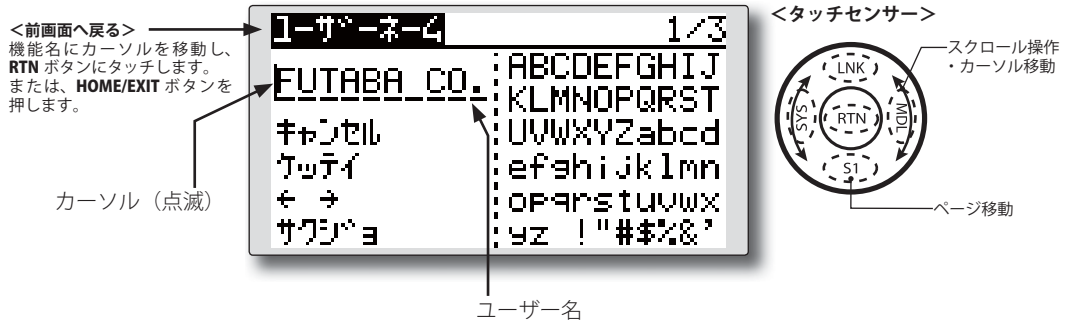 <前画面へ戻る>
機能名にカーソルを移動し、
RTN ボタンにタッチします。
または、HOME/EXIT ボタンを
押します。
カーソル（点滅）
ユーザーネーム 1/3
FUTABA CO.
キャンセル
ケッテイ
← →
サクジョ
ABCDEFGHIJ
KLMNOPQRST
UVWXYZabcd
efghijklmn
opqrstuvwx
yz !"#$%&'
ユーザー名
<タッチセンサー>
LNK
SYS
RTN
MDL
S1
スクロール操作
・カーソル移動
ページ移動